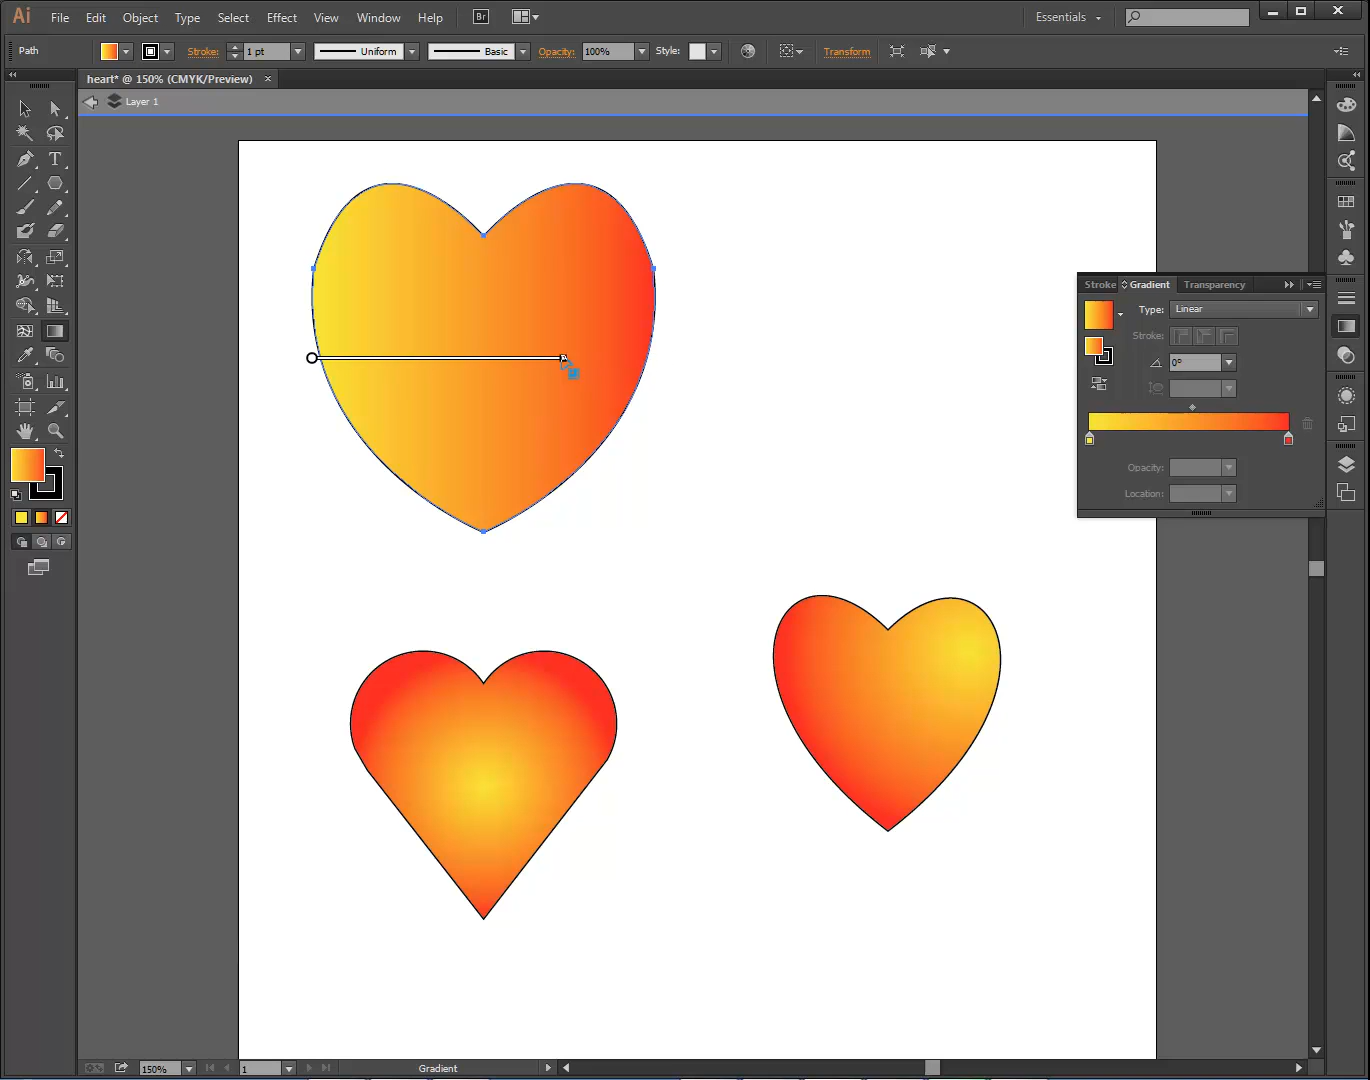 Ai File Edit Object Type Select Effect View Window Help Br Essentials
Path Stroke: 1 pt Uniform Basic Opacity: 100% Style: Transform
heart* @ 150% (CMYK/Preview) ×
Layer 1
Stroke Gradient Transparency
Type: Linear
Stroke:
0°
Opacity:
Location:
150% 1 Gradient